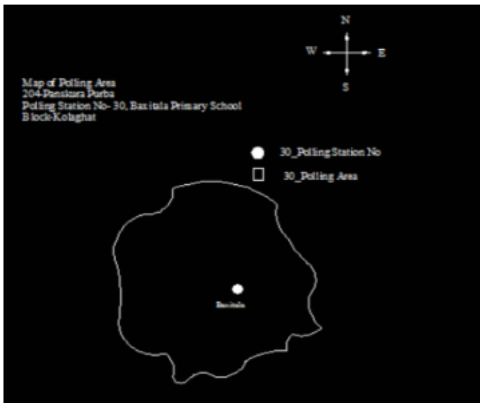 N
W E
S
Map of Polling Area
204-Panskura Purba
Polling Station No- 30, Baxitala Primary School
Block-Kolaghat
30_Polling Station No
30_Polling Area
Baxitala